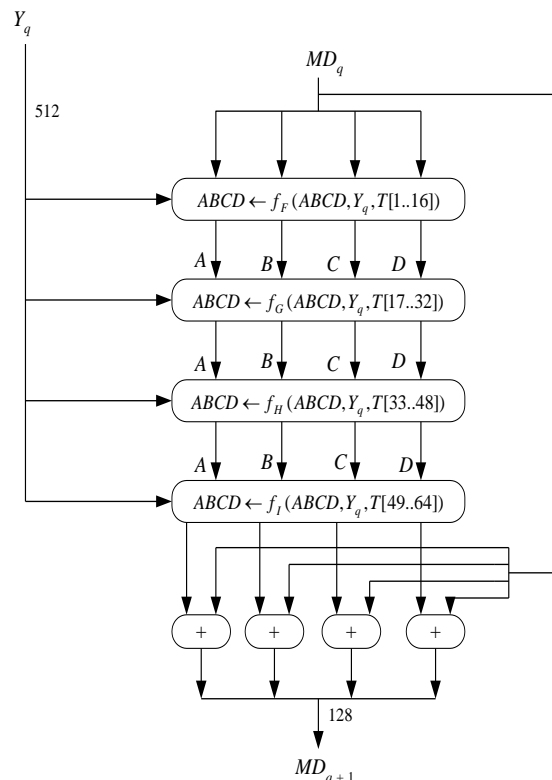 Y_q
MD_q
512
ABCD ← f_F (ABCD, Y_q, T[1..16])
A B C D
ABCD ← f_G (ABCD, Y_q, T[17..32])
A B C D
ABCD ← f_H (ABCD, Y_q, T[33..48])
A B C D
ABCD ← f_I (ABCD, Y_q, T[49..64])
+ + + +
128
MD_{q+1}